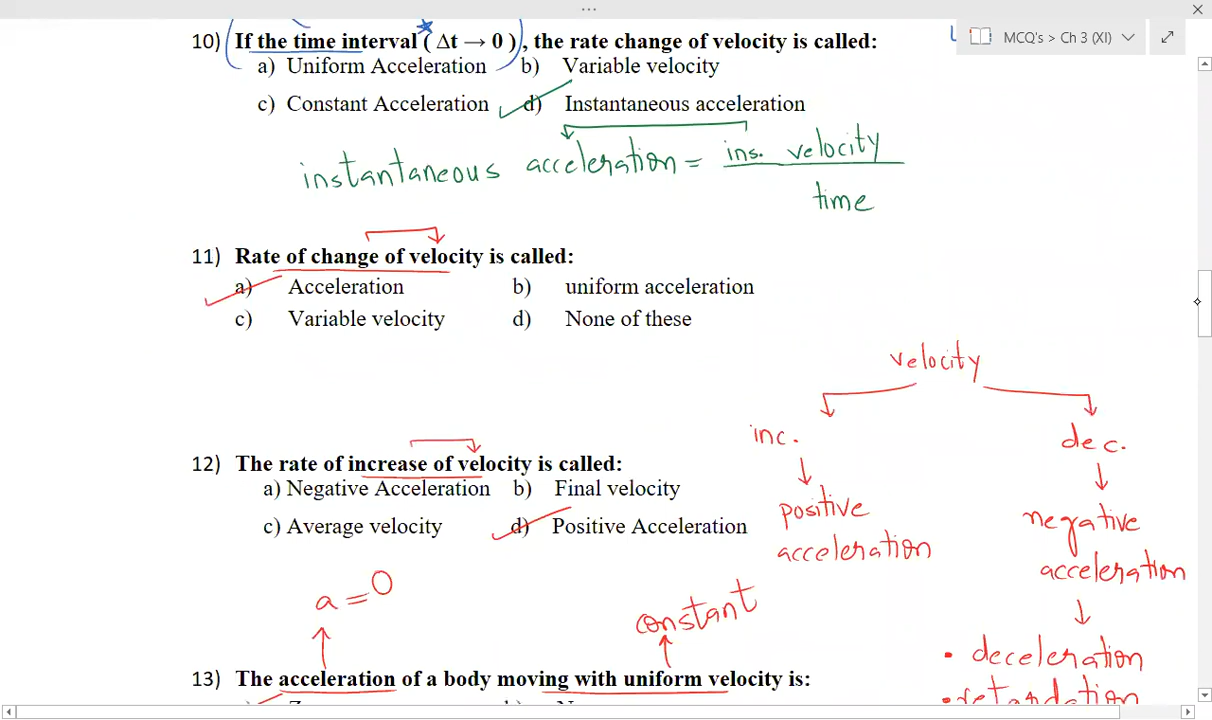 MCQ's > Ch 3 (XI)
10) If the time interval ( Δt → 0 ), the rate change of velocity is called:
a) Uniform Acceleration b) Variable velocity
c) Constant Acceleration d) Instantaneous acceleration
instantaneous acceleration = ins. velocity
time
11) Rate of change of velocity is called:
a) Acceleration b) uniform acceleration
c) Variable velocity d) None of these
velocity
inc. dec.
12) The rate of increase of velocity is called:
a) Negative Acceleration b) Final velocity
c) Average velocity d) Positive Acceleration
positive
acceleration
negative
acceleration
a = 0
constant
• deceleration
• retardation
13) The acceleration of a body moving with uniform velocity is: